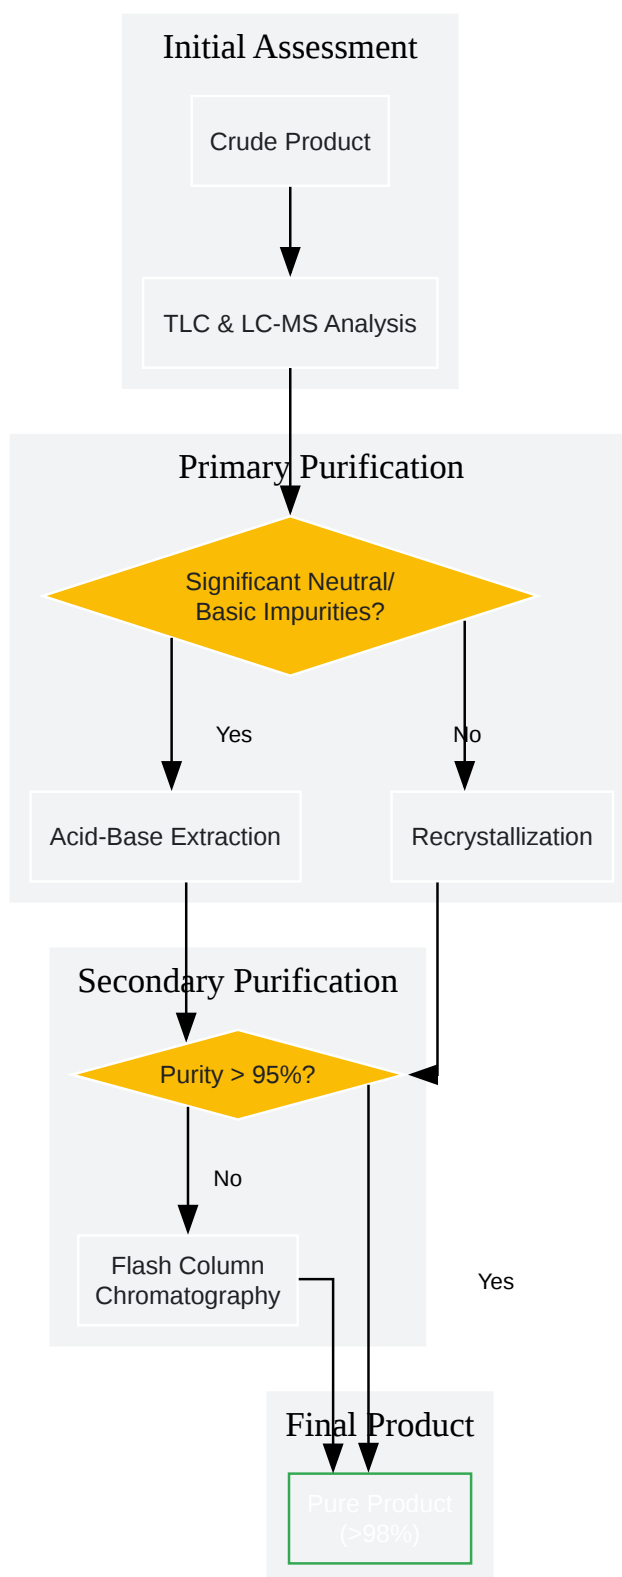 Initial Assessment
Crude Product
TLC & LC-MS Analysis
Primary Purification
Significant Neutral/
Basic Impurities?
Yes
No
Acid-Base Extraction
Recrystallization
Secondary Purification
Purity > 95%?
No
Flash Column
Chromatography
Yes
Final Product
Pure Product
(>98%)